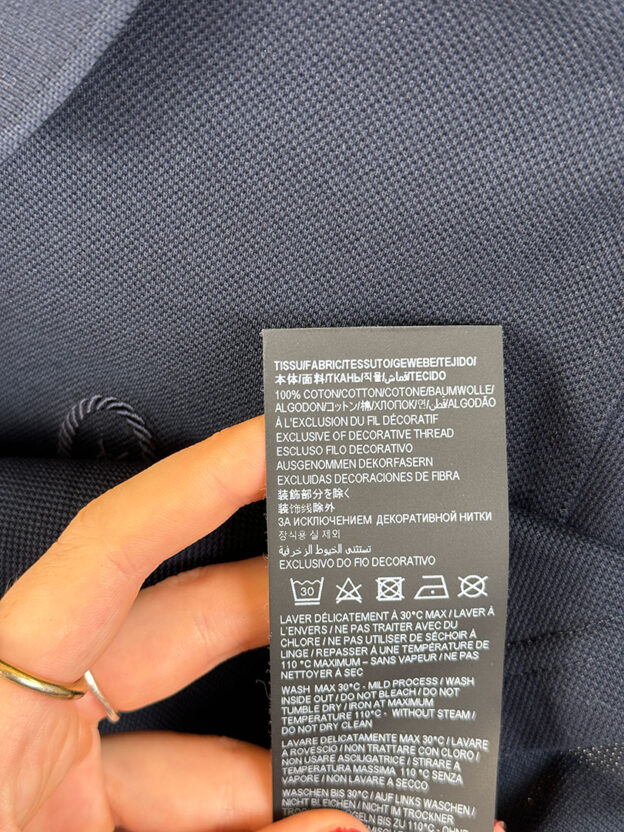 TISSU/FABRIC/TESSUTO/GEWEBE/TEJIDO/
本体/面料/ТКАНЬ/직물/قماش/TECIDO
100% COTON/COTTON/COTONE/BAUMWOLLE/
ALGODON/コットン/棉/ХЛОПОК/면/قطن/ALGODÃO
À L'EXCLUSION DU FIL DÉCORATIF
EXCLUSIVE OF DECORATIVE THREAD
ESCLUSO FILO DECORATIVO
AUSGENOMMEN DEKORFASERN
EXCLUIDAS DECORACIONES DE FIBRA
装飾部分を除く
装饰线除外
ЗА ИСКЛЮЧЕНИЕМ ДЕКОРАТИВНОЙ НИТКИ
장식용 실 제외
تستثنى الخيوط الزخرفية
EXCLUSIVO DO FIO DECORATIVO
30
LAVER DÉLICATEMENT À 30°C MAX / LAVER À
L'ENVERS / NE PAS TRAITER AVEC DU
CHLORE / NE PAS UTILISER DE SÉCHOIR À
LINGE / REPASSER À UNE TEMPÉRATURE DE
110 °C MAXIMUM – SANS VAPEUR / NE PAS
NETTOYER À SEC
WASH MAX 30°C - MILD PROCESS / WASH
INSIDE OUT / DO NOT BLEACH / DO NOT
TUMBLE DRY / IRON AT MAXIMUM
TEMPERATURE 110°C - WITHOUT STEAM /
DO NOT DRY CLEAN
LAVARE DELICATAMENTE MAX 30°C / LAVARE
A ROVESCIO / NON TRATTARE CON CLORO /
NON USARE ASCIUGATRICE / STIRARE A
TEMPERATURA MASSIMA 110 °C SENZA
VAPORE / NON LAVARE A SECCO
WASCHEN BIS 30°C / AUF LINKS WASCHEN /
NICHT BLEICHEN / NICHT IM TROCKNER
BÜGELN BIS ZU 110°C - OHNE